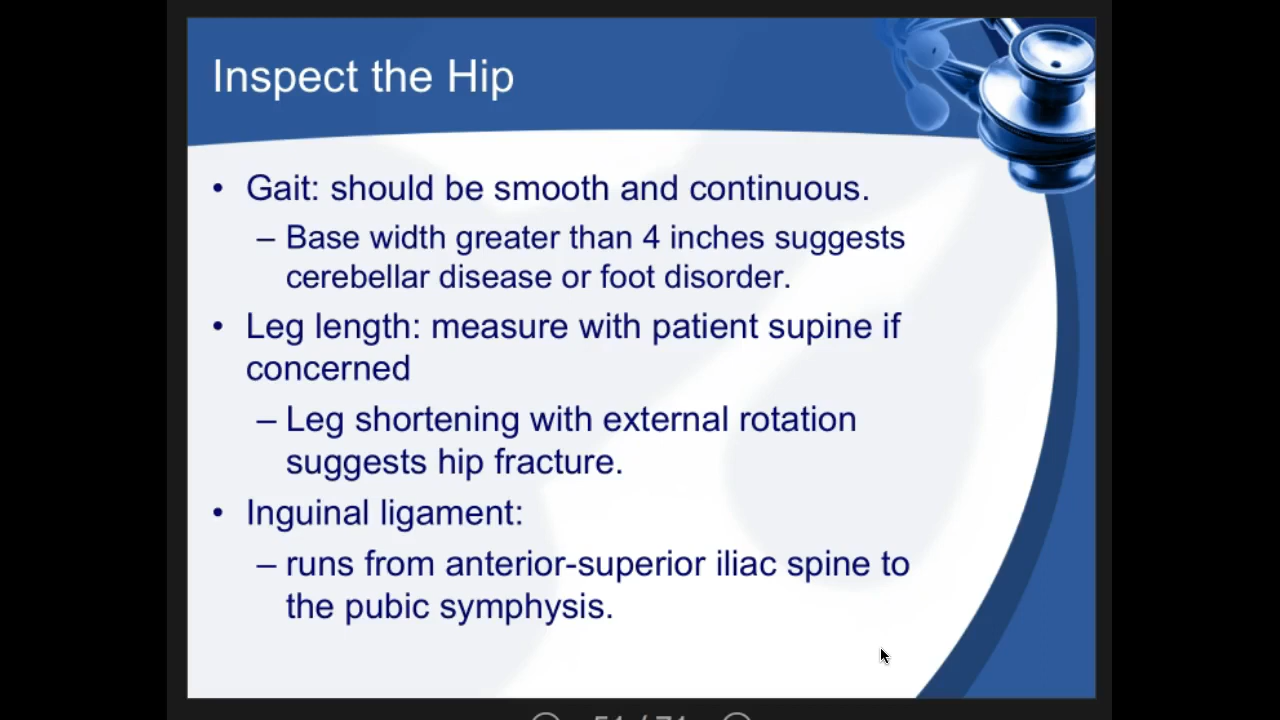 Inspect the Hip
• Gait: should be smooth and continuous.
– Base width greater than 4 inches suggests
cerebellar disease or foot disorder.
• Leg length: measure with patient supine if
concerned
– Leg shortening with external rotation
suggests hip fracture.
• Inguinal ligament:
– runs from anterior-superior iliac spine to
the pubic symphysis.